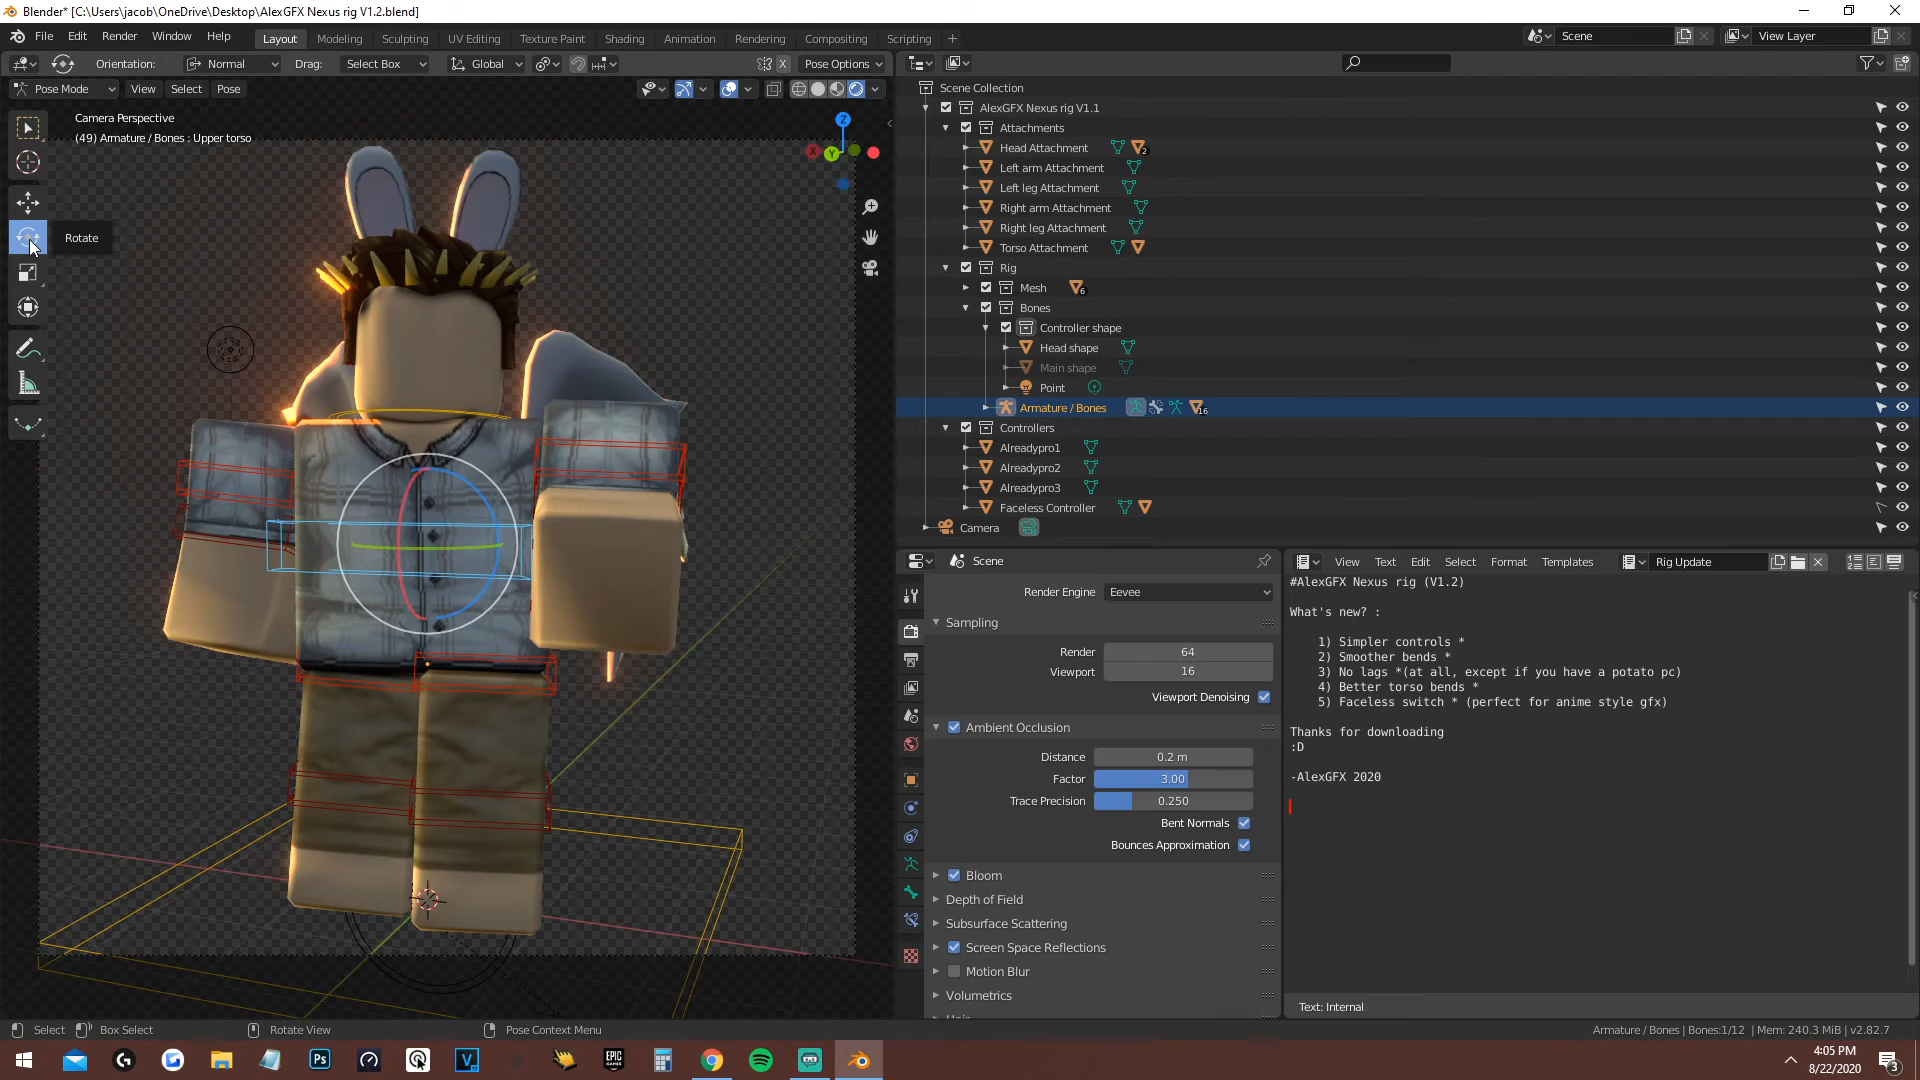 Blender* [C:\Users\jacob\OneDrive\Desktop\AlexGFX Nexus rig V1.2.blend]
File Edit Render Window Help Layout Modeling Sculpting UV Editing Texture Paint Shading Animation Rendering Compositing Scripting + Scene View Layer
Orientation: Normal Drag: Select Box Global X Pose Options
Pose Mode View Select Pose
Camera Perspective
(49) Armature / Bones : Upper torso
Z
X Y
Rotate
Scene Collection
AlexGFX Nexus rig V1.1
Attachments
Head Attachment 2
Left arm Attachment
Left leg Attachment
Right arm Attachment
Right leg Attachment
Torso Attachment
Rig
Mesh 6
Bones
Controller shape
Head shape
Main shape
Point
Armature / Bones 16
Controllers
Alreadypro1
Alreadypro2
Alreadypro3
Faceless Controller
Camera
Scene
Render Engine Eevee
Sampling
Render 64
Viewport 16
Viewport Denoising
Ambient Occlusion
Distance 0.2 m
Factor 3.00
Trace Precision 0.250
Bent Normals
Bounces Approximation
Bloom
Depth of Field
Subsurface Scattering
Screen Space Reflections
Motion Blur
Volumetrics
View Text Edit Select Format Templates Rig Update
#AlexGFX Nexus rig (V1.2)
What's new? :
1) Simpler controls *
2) Smoother bends *
3) No lags *(at all, except if you have a potato pc)
4) Better torso bends *
5) Faceless switch * (perfect for anime style gfx)
Thanks for downloading
:D
-AlexGFX 2020
Text: Internal
Select Box Select Rotate View Pose Context Menu Armature / Bones | Bones:1/12 | Mem: 240.3 MiB | v2.82.7
Ps V EPIC GAMES
4:05 PM
8/22/2020
3